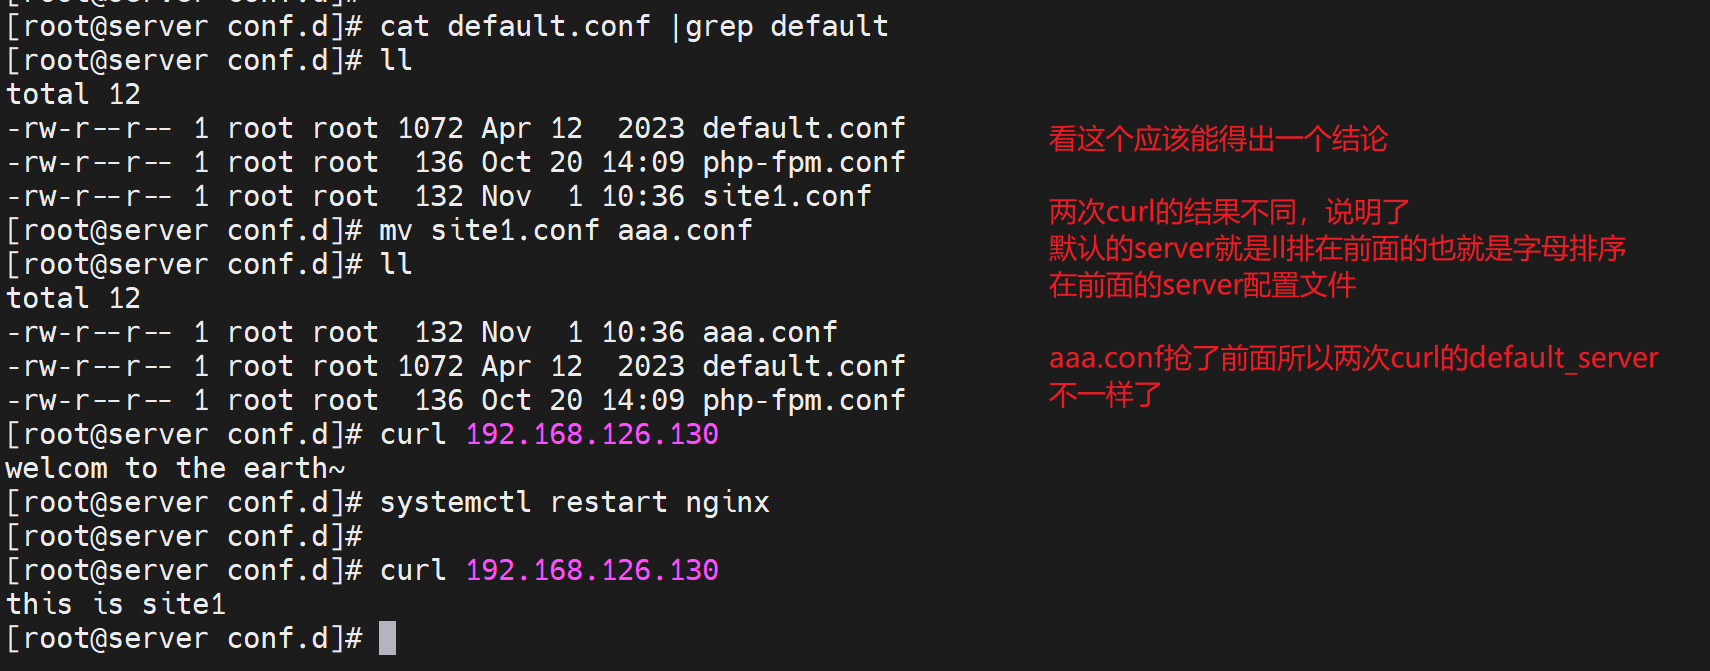 [root@server conf.d]#
[root@server conf.d]# cat default.conf |grep default
[root@server conf.d]# ll
total 12
-rw-r--r-- 1 root root 1072 Apr 12  2023 default.conf
-rw-r--r-- 1 root root  136 Oct 20 14:09 php-fpm.conf
-rw-r--r-- 1 root root  132 Nov  1 10:36 site1.conf
[root@server conf.d]# mv site1.conf aaa.conf
[root@server conf.d]# ll
total 12
-rw-r--r-- 1 root root  132 Nov  1 10:36 aaa.conf
-rw-r--r-- 1 root root 1072 Apr 12  2023 default.conf
-rw-r--r-- 1 root root  136 Oct 20 14:09 php-fpm.conf
[root@server conf.d]# curl 192.168.126.130
welcom to the earth~
[root@server conf.d]# systemctl restart nginx
[root@server conf.d]#
[root@server conf.d]# curl 192.168.126.130
this is site1
[root@server conf.d]#
看这个应该能得出一个结论
两次curl的结果不同，说明了
默认的server就是ll排在前面的也就是字母排序
在前面的server配置文件
aaa.conf抢了前面所以两次curl的default_server
不一样了